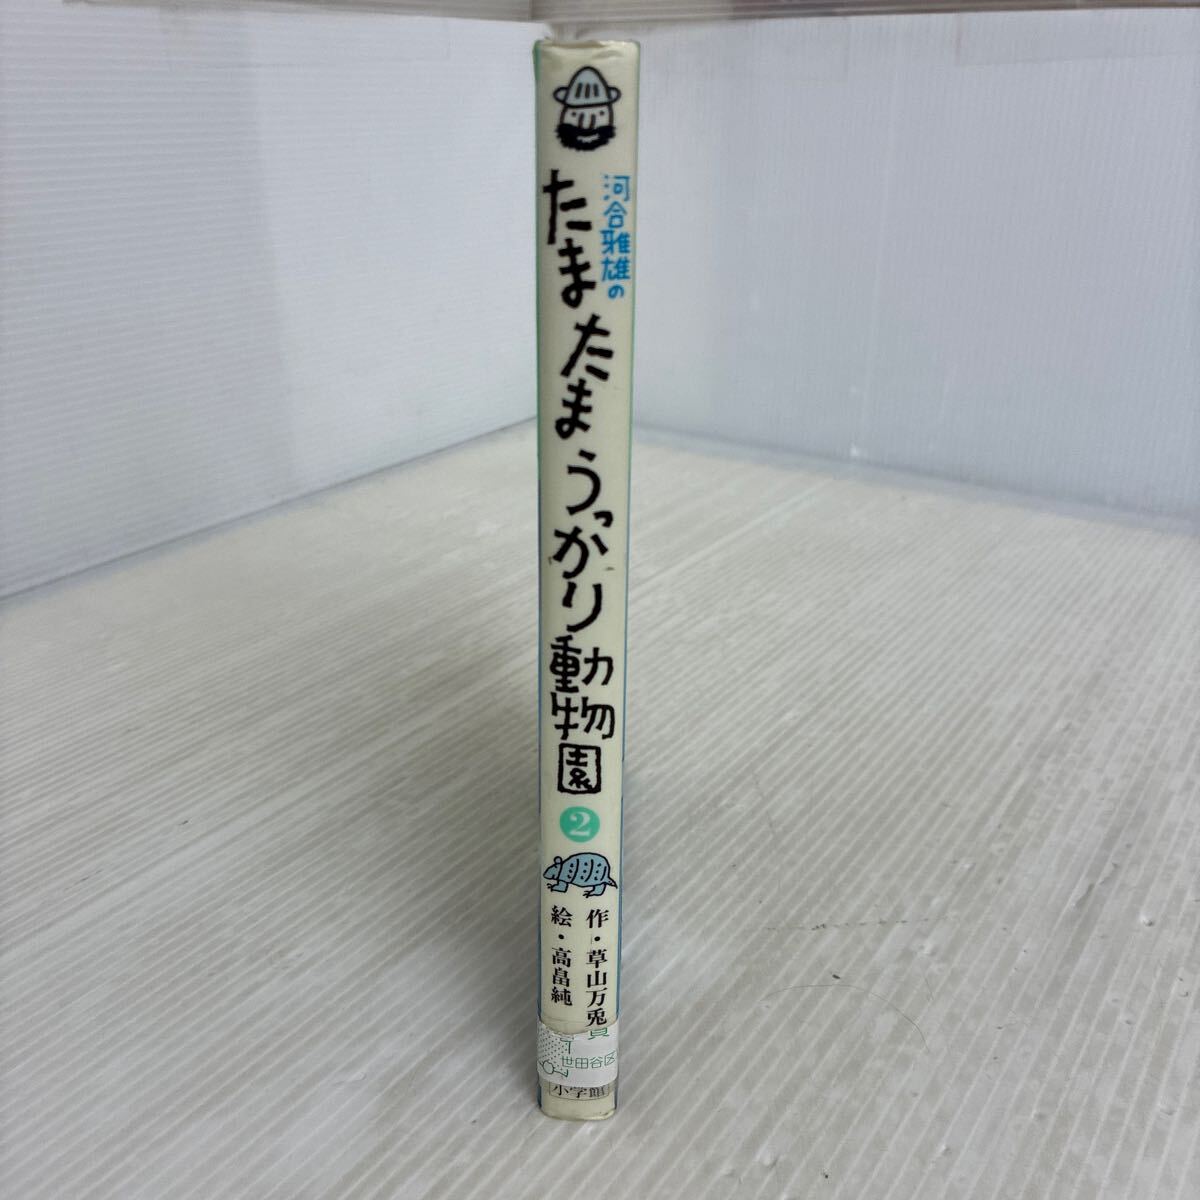 河合雅雄の
たまたまうっかり動物園
2
作・草山万兎
絵・高畠純
世田谷区
小学館